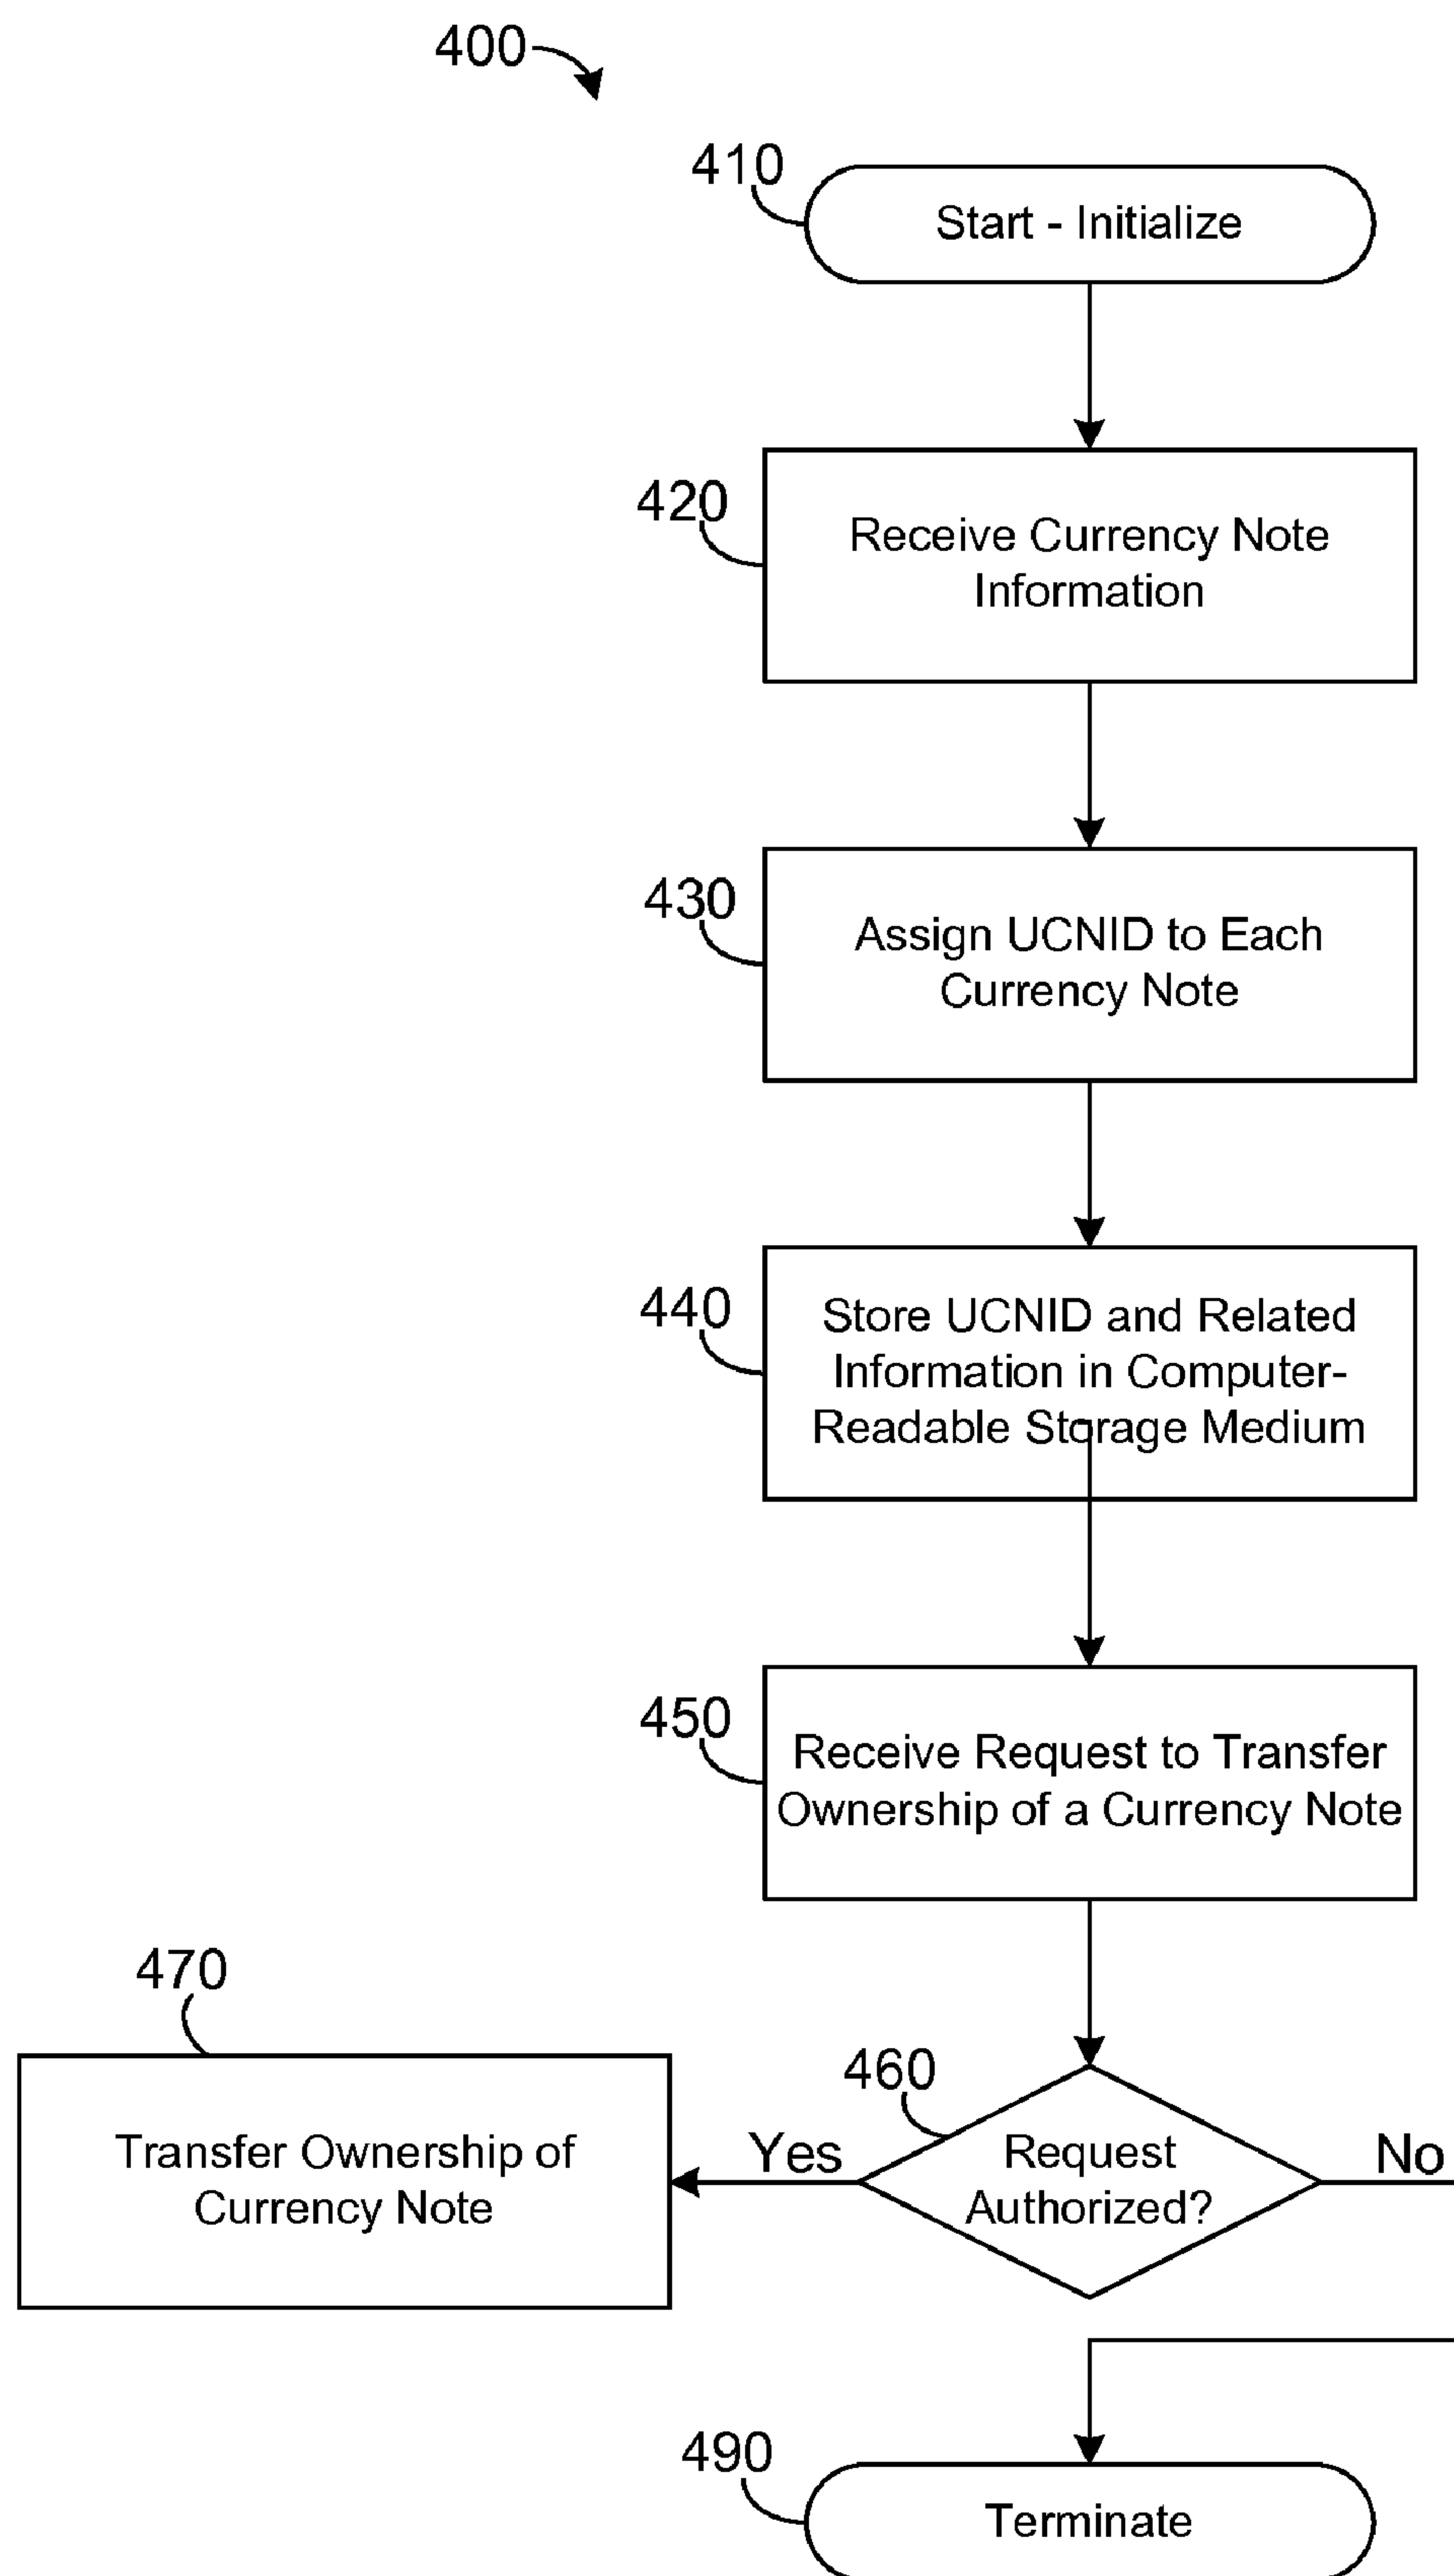 400
410
Start - Initialize
420
Receive Currency Note
Information
430
Assign UCNID to Each
Currency Note
440
Store UCNID and Related
Information in Computer-
Readable Storage Medium
450
Receive Request to Transfer
Ownership of a Currency Note
470
Transfer Ownership of
Currency Note
460
Yes
Request
Authorized?
No
490
Terminate